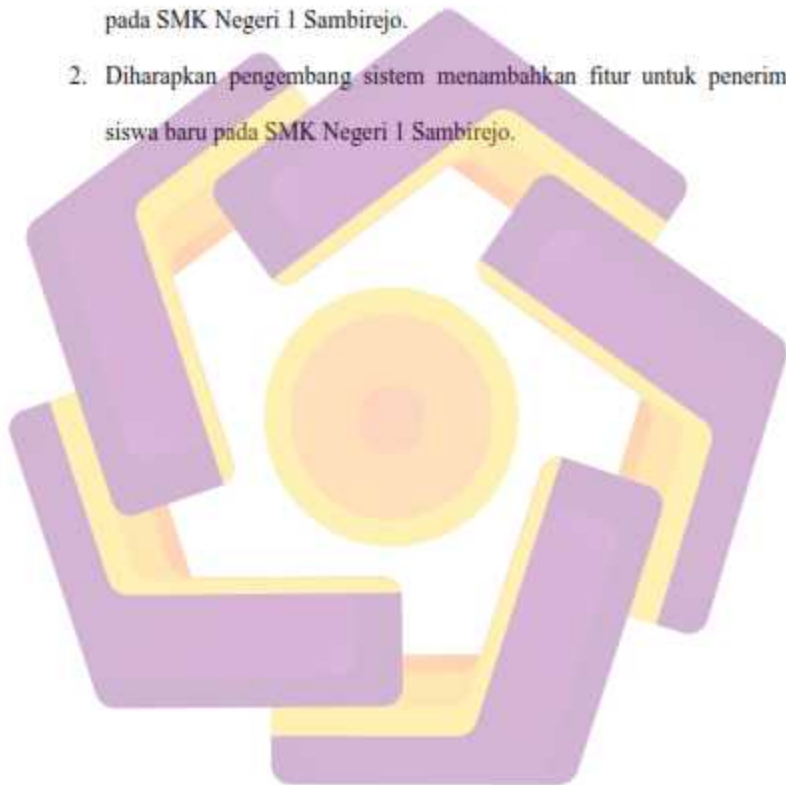 pada SMK Negeri 1 Sambirejo.
2. Diharapkan pengembang sistem menambahkan fitur untuk penerim
siswa baru pada SMK Negeri 1 Sambirejo.